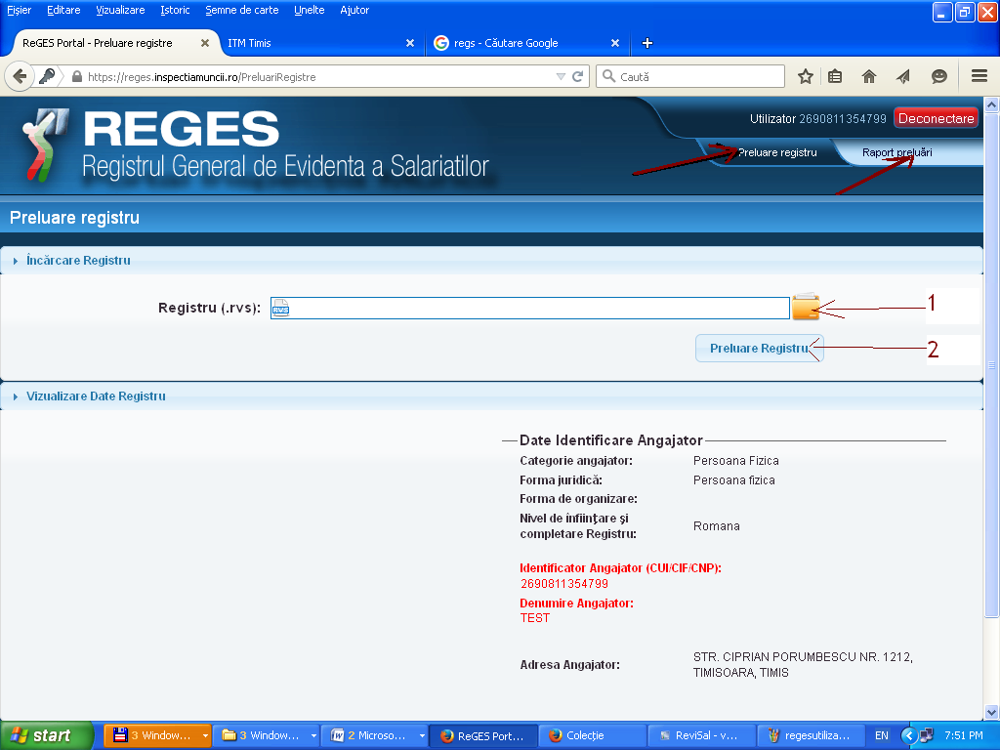 Fișier Editare Vizualizare Istoric Semne de carte Unelte Ajutor
ReGES Portal - Preluare registre
ITM Timis
regs - Căutare Google
https://reges.inspectiamuncii.ro/PreluariRegistre
Caută
REGES
Registrul General de Evidenta a Salariatilor
Utilizator 2690811354799 Deconectare
Preluare registru Raport preluări
Preluare registru
Încărcare Registru
Registru (.rvs):
RVS
1
Preluare Registru
2
Vizualizare Date Registru
Date Identificare Angajator
Categorie angajator: Persoana Fizica
Forma juridică: Persoana fizica
Forma de organizare:
Nivel de înființare şi
completare Registru:
Romana
Identificator Angajator (CUI/CIF/CNP):
2690811354799
Denumire Angajator:
TEST
Adresa Angajator:
STR. CIPRIAN PORUMBESCU NR. 1212,
TIMISOARA, TIMIS
start 3 Window... 3 Window... 2 Microso... ReGES Port... Colecție ReviSal - v... regesutiliza... EN 7:51 PM